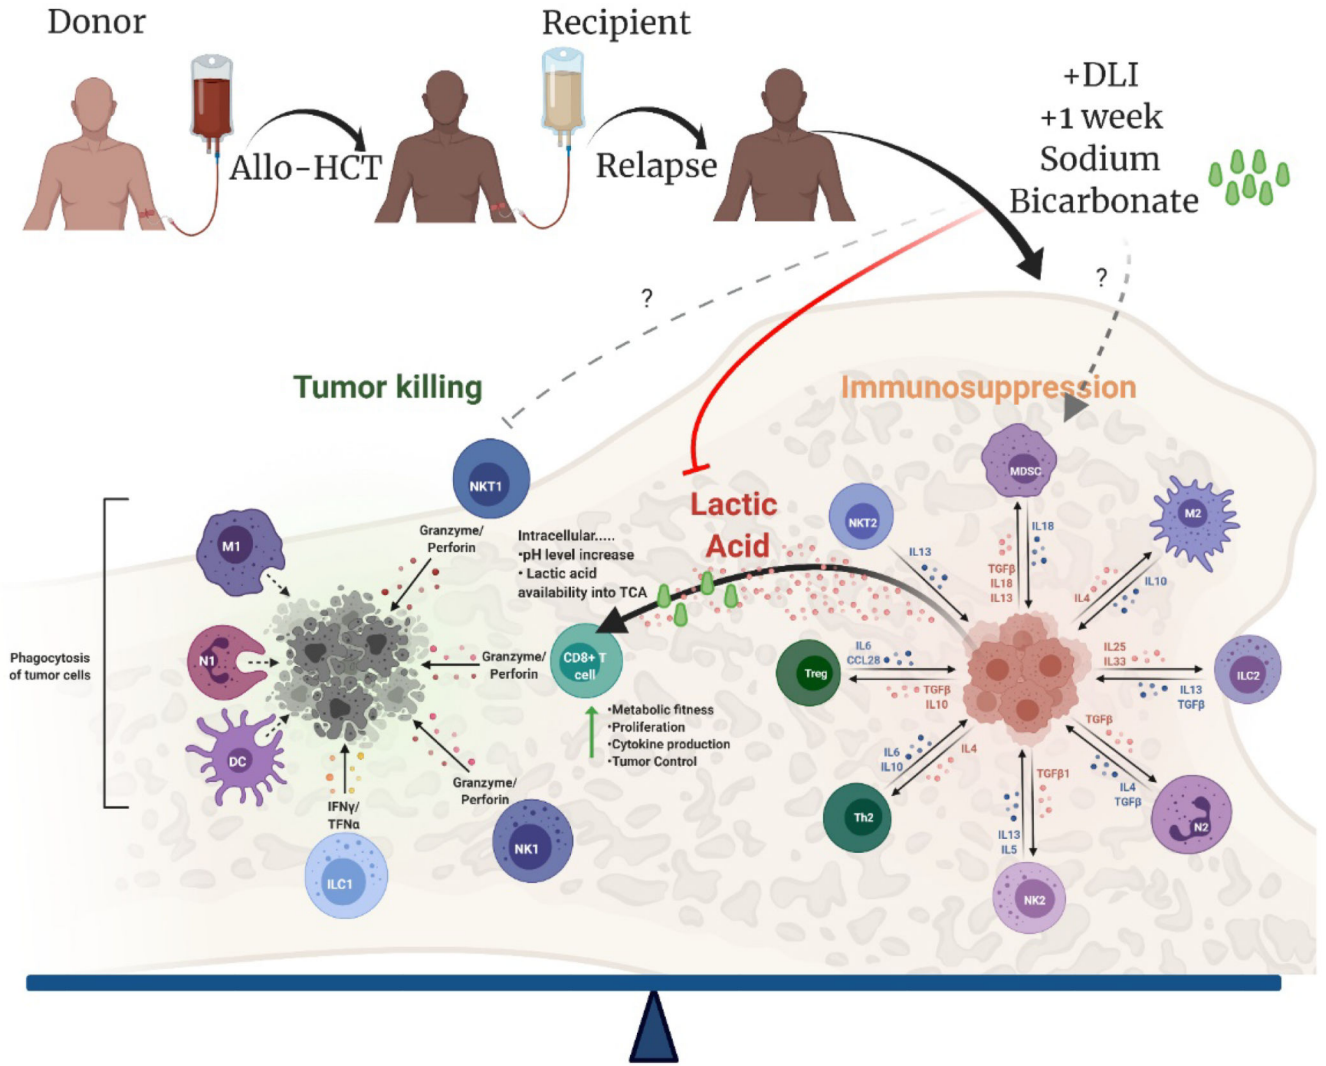 Donor
Recipient
Allo-HCT
Relapse
+DLI
+1 week
Sodium
Bicarbonate
?
?
Tumor killing
Immunosuppression
Phagocytosis
of tumor cells
M1
N1
DC
NKT1
Granzyme/
Perforin
Granzyme/
Perforin
Granzyme/
Perforin
IFNγ/
TFNα
ILC1
NK1
Intracellular.....
•pH level increase
• Lactic acid
availability into TCA
CD8+ T
cell
•Metabolic fitness
•Proliferation
•Cytokine production
•Tumor Control
Lactic
Acid
NKT2
IL13
MDSC
IL18
TGFβ
IL18
IL13
M2
IL4
IL10
Treg
IL6
CCL28
TGFβ
IL10
IL25
IL33
IL13
TGFβ
ILC2
Th2
IL6
IL10
IL4
TGFβ1
IL13
IL5
NK2
TGFβ
IL4
TGFβ
N2